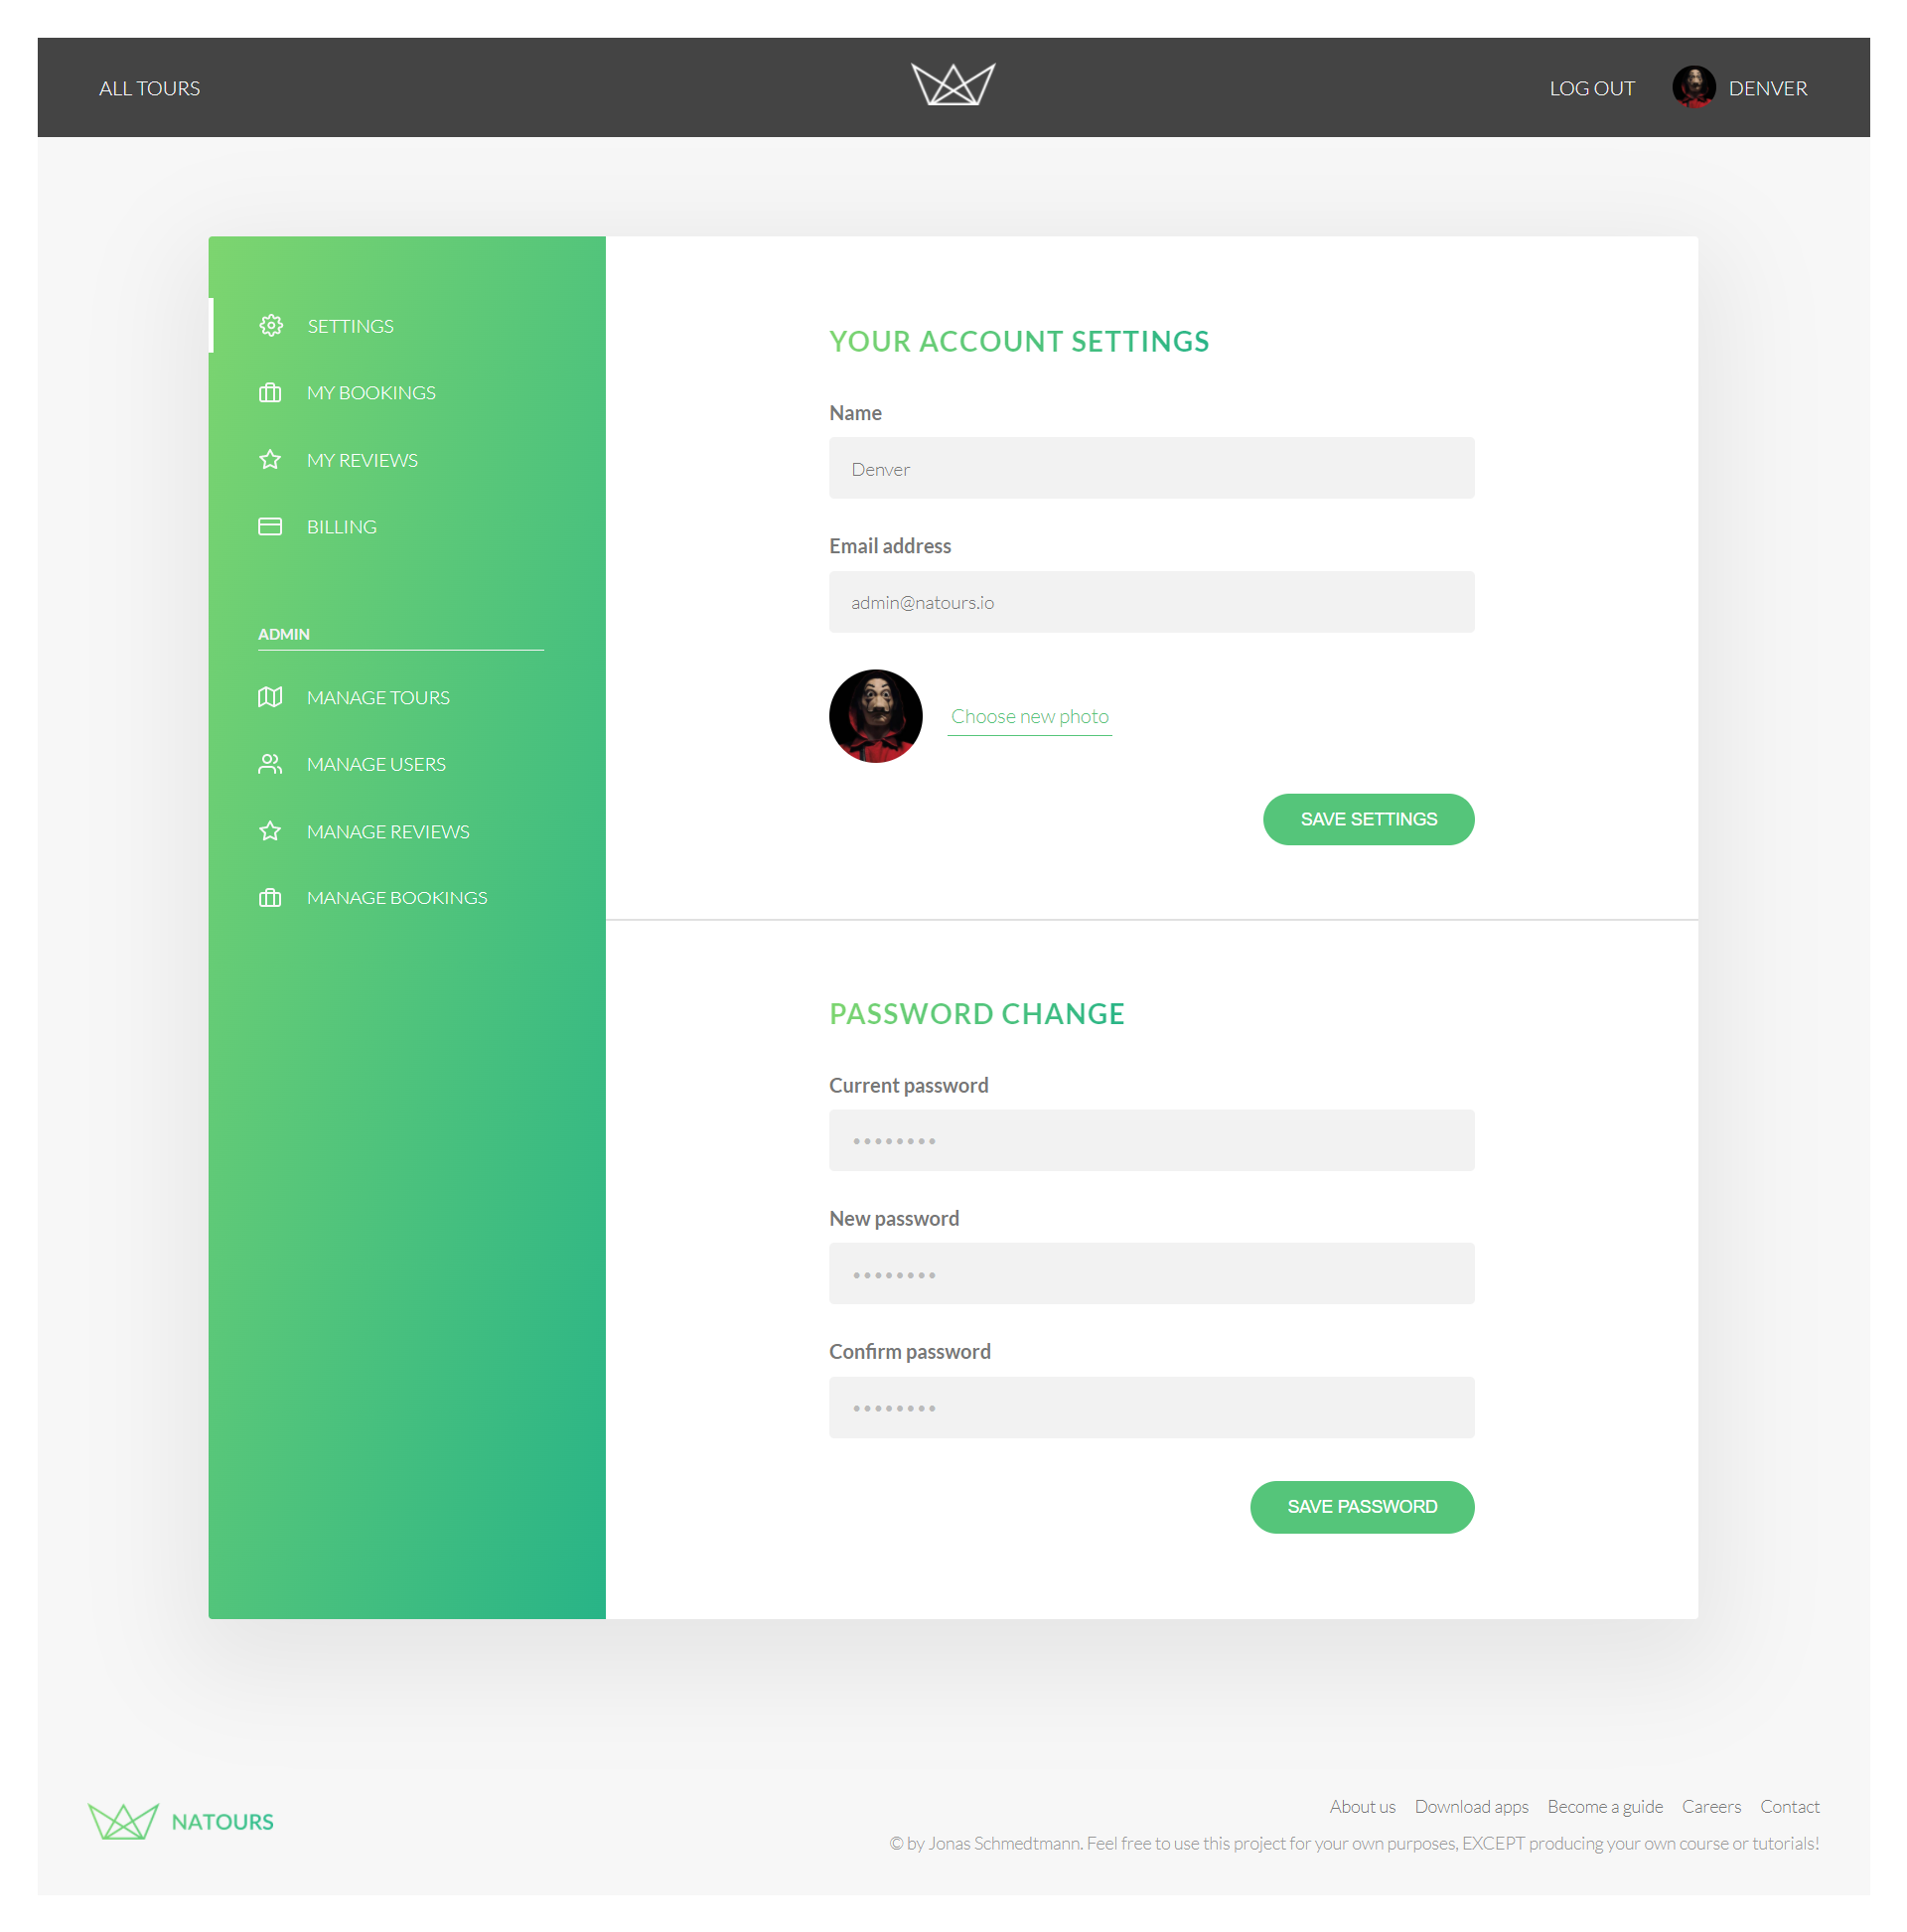 ALL TOURS
LOG OUT
DENVER
SETTINGS
MY BOOKINGS
MY REVIEWS
BILLING
ADMIN
MANAGE TOURS
MANAGE USERS
MANAGE REVIEWS
MANAGE BOOKINGS
YOUR ACCOUNT SETTINGS
Name
Denver
Email address
admin@natours.io
Choose new photo
SAVE SETTINGS
PASSWORD CHANGE
Current password
••••••••
New password
••••••••
Confirm password
••••••••
SAVE PASSWORD
NATOURS
About us Download apps Become a guide Careers Contact
© by Jonas Schmedtmann. Feel free to use this project for your own purposes, EXCEPT producing your own course or tutorials!